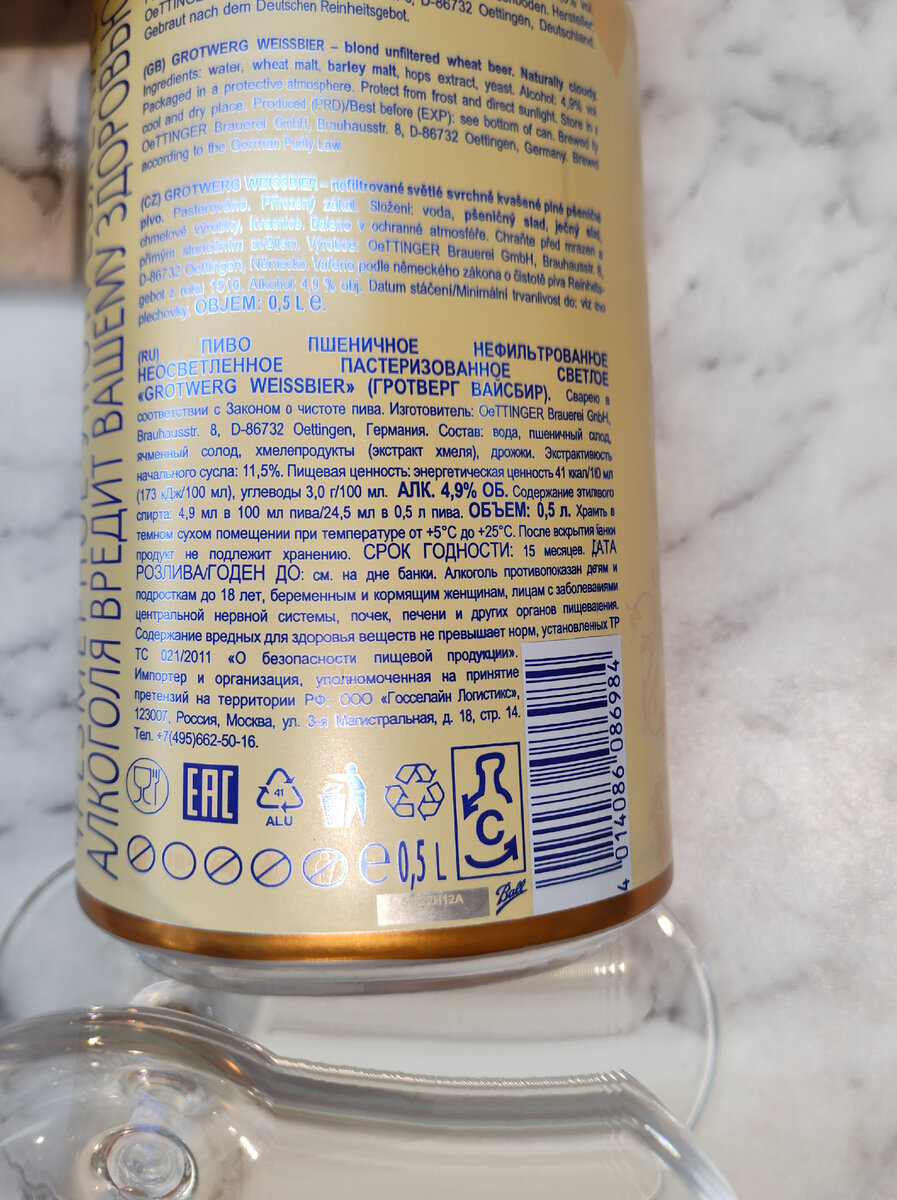 OeTTINGER D-86732 Oettingen, Deutschland.
Gebraut nach dem Deutschen Reinheitsgebot. Hersteller
(GB) GROTWERG WEISSBIER – blond unfiltered wheat beer. Naturally cloudy.
Ingredients: water, wheat malt, barley malt, hops extract, yeast. Alcohol: 4,9% vol.
Packaged in a protective atmosphere. Protect from frost and direct sunlight. Store in a
cool and dry place. Produced (PRD)/Best before (EXP): see bottom of can. Brewed by
OeTTINGER Brauerei GmbH, Brauhausstr. 8, D-86732 Oettingen, Germany. Brewed
according to the German Purity Law.
(CZ) GROTWERG WEISSBIER – nefiltrované světlé svrchně kvašené plné pšeničné
pivo. Pasterováno. Přirozený zákal. Složení: voda, pšeničný slad, ječný slad,
chmelové výrobky, kvasnice. Baleno v ochranné atmosféře. Chraňte před mrazem a
přímým slunečním světlem. Výrobce: OeTTINGER Brauerei GmbH, Brauhausstr. 8,
D-86732 Oettingen, Německo. Vařeno podle německého zákona o čistotě piva Reinheits-
gebot z roku 1516. Alkohol: 4,9 % obj. Datum stáčení/Minimální trvanlivost do: viz dno
plechovky. OBJEM: 0,5 L e.
(RU) ПИВО ПШЕНИЧНОЕ НЕФИЛЬТРОВАННОЕ
НЕОСВЕТЛЕННОЕ ПАСТЕРИЗОВАННОЕ СВЕТЛОЕ
«GROTWERG WEISSBIER» (ГРОТВЕРГ ВАЙСБИР). Сварено в
соответствии с Законом о чистоте пива. Изготовитель: OeTTINGER Brauerei GmbH,
Brauhausstr. 8, D-86732 Oettingen, Германия. Состав: вода, пшеничный солод,
ячменный солод, хмелепродукты (экстракт хмеля), дрожжи. Экстрактивность
начального сусла: 11,5%. Пищевая ценность: энергетическая ценность 41 ккал/100 мл
(173 кДж/100 мл), углеводы 3,0 г/100 мл. АЛК. 4,9% ОБ. Содержание этилового
спирта: 4,9 мл в 100 мл пива/24,5 мл в 0,5 л пива. ОБЪЕМ: 0,5 л. Хранить в
темном сухом помещении при температуре от +5°C до +25°C. После вскрытия банки
продукт не подлежит хранению. СРОК ГОДНОСТИ: 15 месяцев. ДАТА
РОЗЛИВА/ГОДЕН ДО: см. на дне банки. Алкоголь противопоказан детям и
подросткам до 18 лет, беременным и кормящим женщинам, лицам с заболеваниями
центральной нервной системы, почек, печени и других органов пищеварения.
Содержание вредных для здоровья веществ не превышает норм, установленных ТР
ТС 021/2011 «О безопасности пищевой продукции».
Импортер и организация, уполномоченная на принятие
претензий на территории РФ: ООО «Госселайн Логистикс»,
123007, Россия, Москва, ул. 3-я Магистральная, д. 18, стр. 14.
Тел. +7(495)662-50-16.
EAC
41
ALU
C
e 0,5 L
Ball
4 014086 086984
АЛКОГОЛЯ ВРЕДИТ ВАШЕМУ ЗДОРОВЬЮ